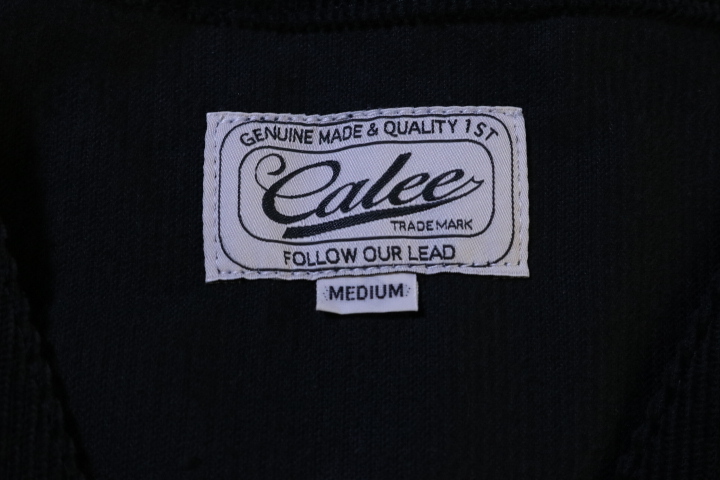 GENUINE MADE & QUALITY 1ST
Calee
TRADE MARK
FOLLOW OUR LEAD
MEDIUM